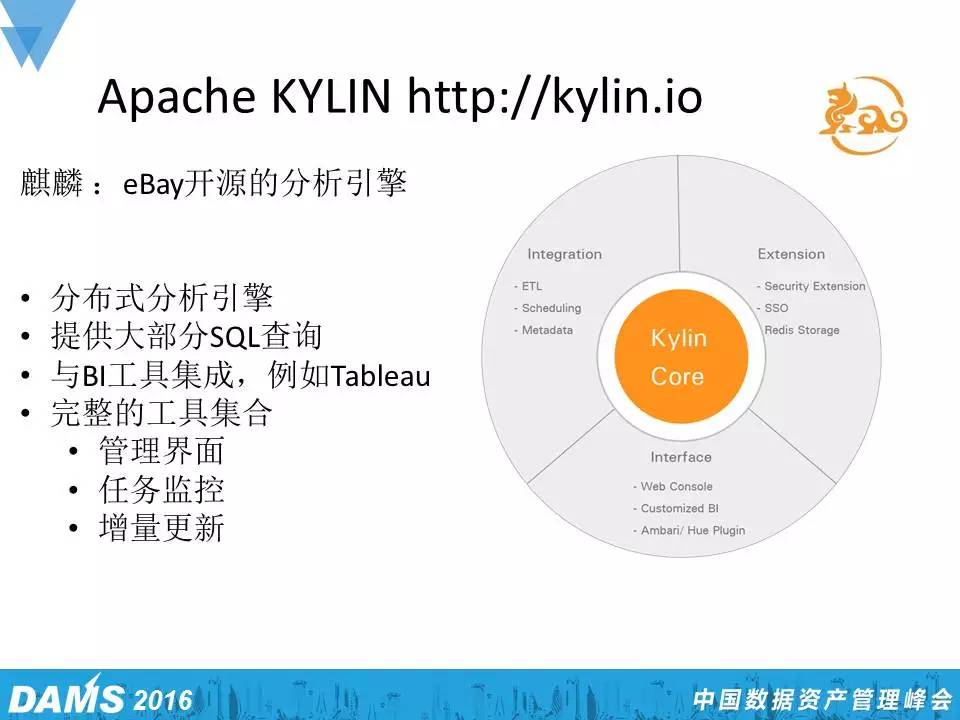 Apache KYLIN http://kylin.io
麒麟：eBay开源的分析引擎
• 分布式分析引擎
• 提供大部分SQL查询
• 与BI工具集成，例如Tableau
• 完整的工具集合
• 管理界面
• 任务监控
• 增量更新
Integration
- ETL
- Scheduling
- Metadata
Extension
- Security Extension
- SSO
Redis Storage
Kylin
Core
Interface
- Web Console
- Customized BI
- Ambari/ Hue Plugin
DAMS 2016
中国数据资产管理峰会